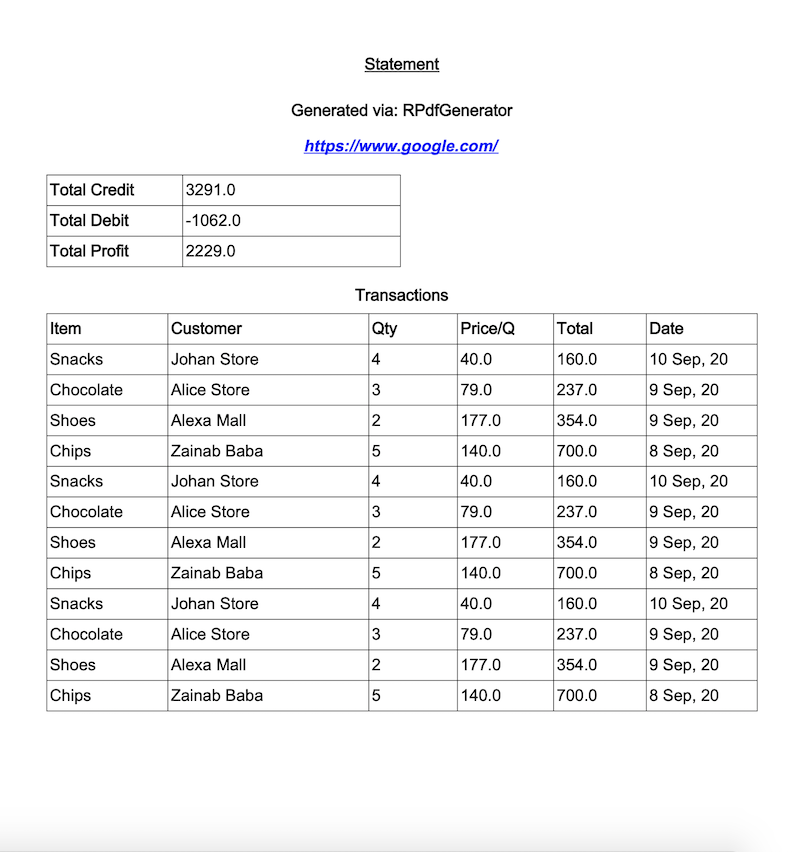 Statement
Generated via: RPdfGenerator
https://www.google.com/
Total Credit 3291.0
Total Debit -1062.0
Total Profit 2229.0
Transactions
Item Customer Qty Price/Q Total Date
Snacks Johan Store 4 40.0 160.0 10 Sep, 20
Chocolate Alice Store 3 79.0 237.0 9 Sep, 20
Shoes Alexa Mall 2 177.0 354.0 9 Sep, 20
Chips Zainab Baba 5 140.0 700.0 8 Sep, 20
Snacks Johan Store 4 40.0 160.0 10 Sep, 20
Chocolate Alice Store 3 79.0 237.0 9 Sep, 20
Shoes Alexa Mall 2 177.0 354.0 9 Sep, 20
Chips Zainab Baba 5 140.0 700.0 8 Sep, 20
Snacks Johan Store 4 40.0 160.0 10 Sep, 20
Chocolate Alice Store 3 79.0 237.0 9 Sep, 20
Shoes Alexa Mall 2 177.0 354.0 9 Sep, 20
Chips Zainab Baba 5 140.0 700.0 8 Sep, 20